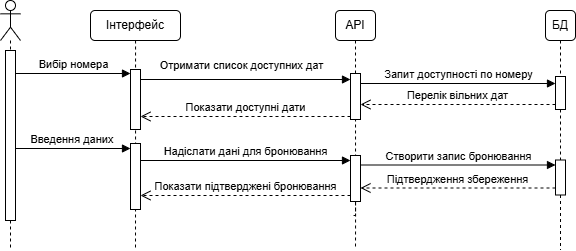 Інтерфейс
API
БД
Вибір номера
Отримати список доступних дат
Запит доступності по номеру
Перелік вільних дат
Показати доступні дати
Введення даних
Надіслати дані для бронювання
Створити запис бронювання
Підтвердження збереження
Показати підтверджені бронювання